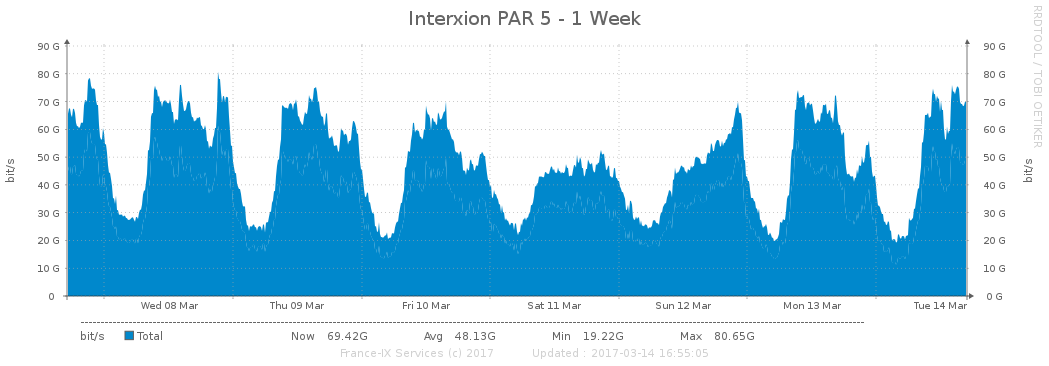 Interxion PAR 5 - 1 Week
RRDTOOL / TOBI OETIKER
bit/s
90 G
80 G
70 G
60 G
50 G
40 G
30 G
20 G
10 G
0
90 G
80 G
70 G
60 G
50 G
40 G
30 G
20 G
10 G
0 G
bit/s
Wed 08 Mar Thu 09 Mar Fri 10 Mar Sat 11 Mar Sun 12 Mar Mon 13 Mar Tue 14 Mar
bit/s Total Now 69.42G Avg 48.13G Min 19.22G Max 80.65G
France-IX Services (c) 2017 Updated : 2017-03-14 16:55:05